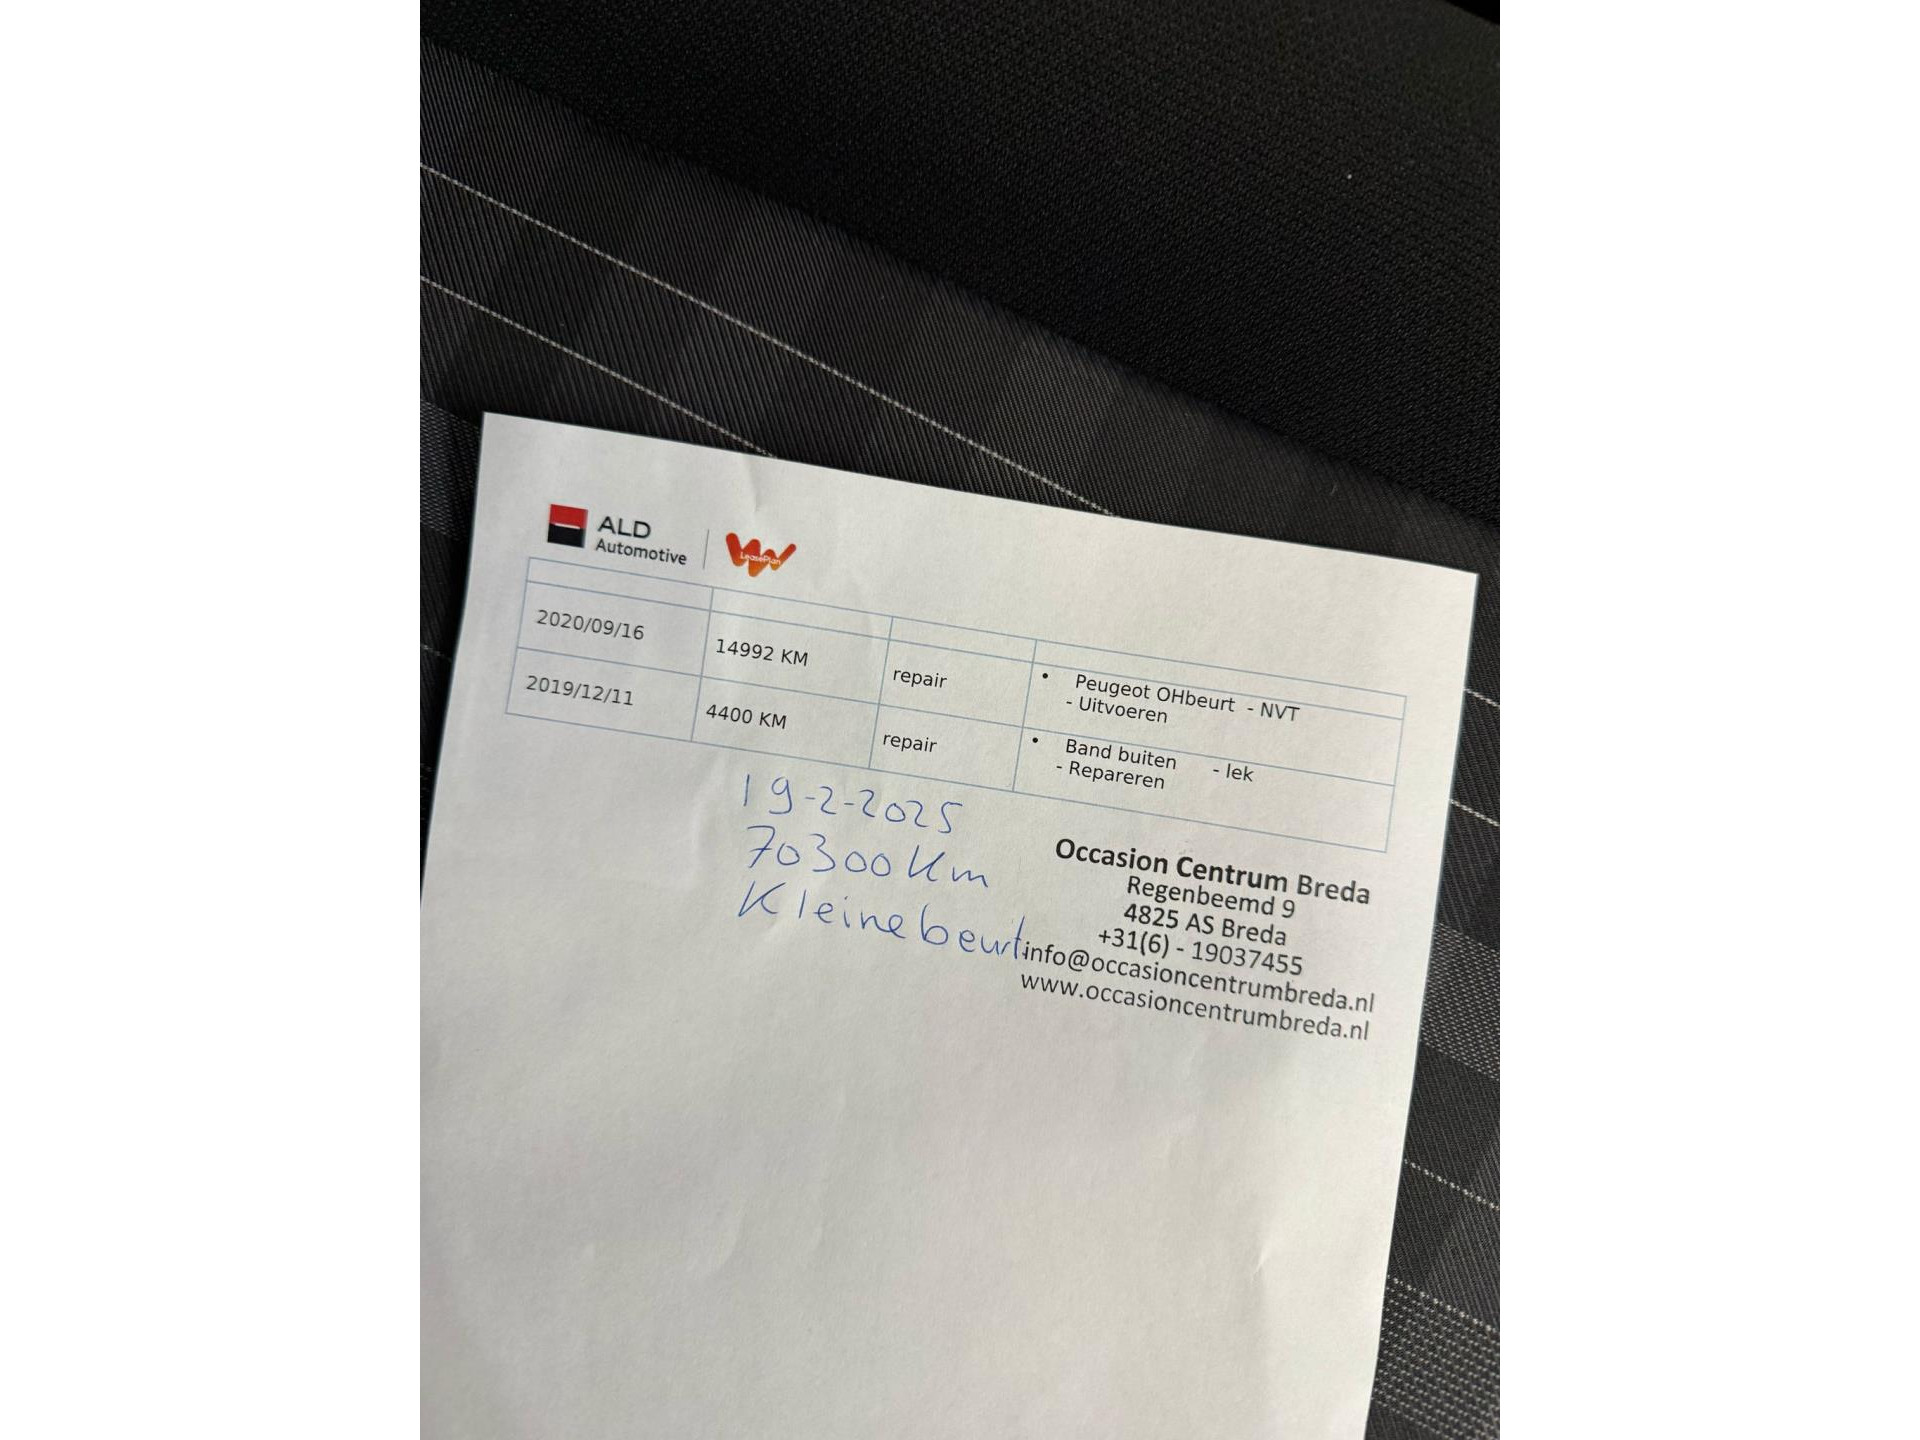 ALD
Automotive
LeasePlan
2020/09/16 14992 KM repair • Peugeot OHbeurt - NVT
- Uitvoeren
2019/12/11 4400 KM repair • Band buiten - lek
- Repareren
19-2-2025
70300 Km
Kleine beurt
Occasion Centrum Breda
Regenbeemd 9
4825 AS Breda
+31(6) - 19037455
info@occasioncentrumbreda.nl
www.occasioncentrumbreda.nl